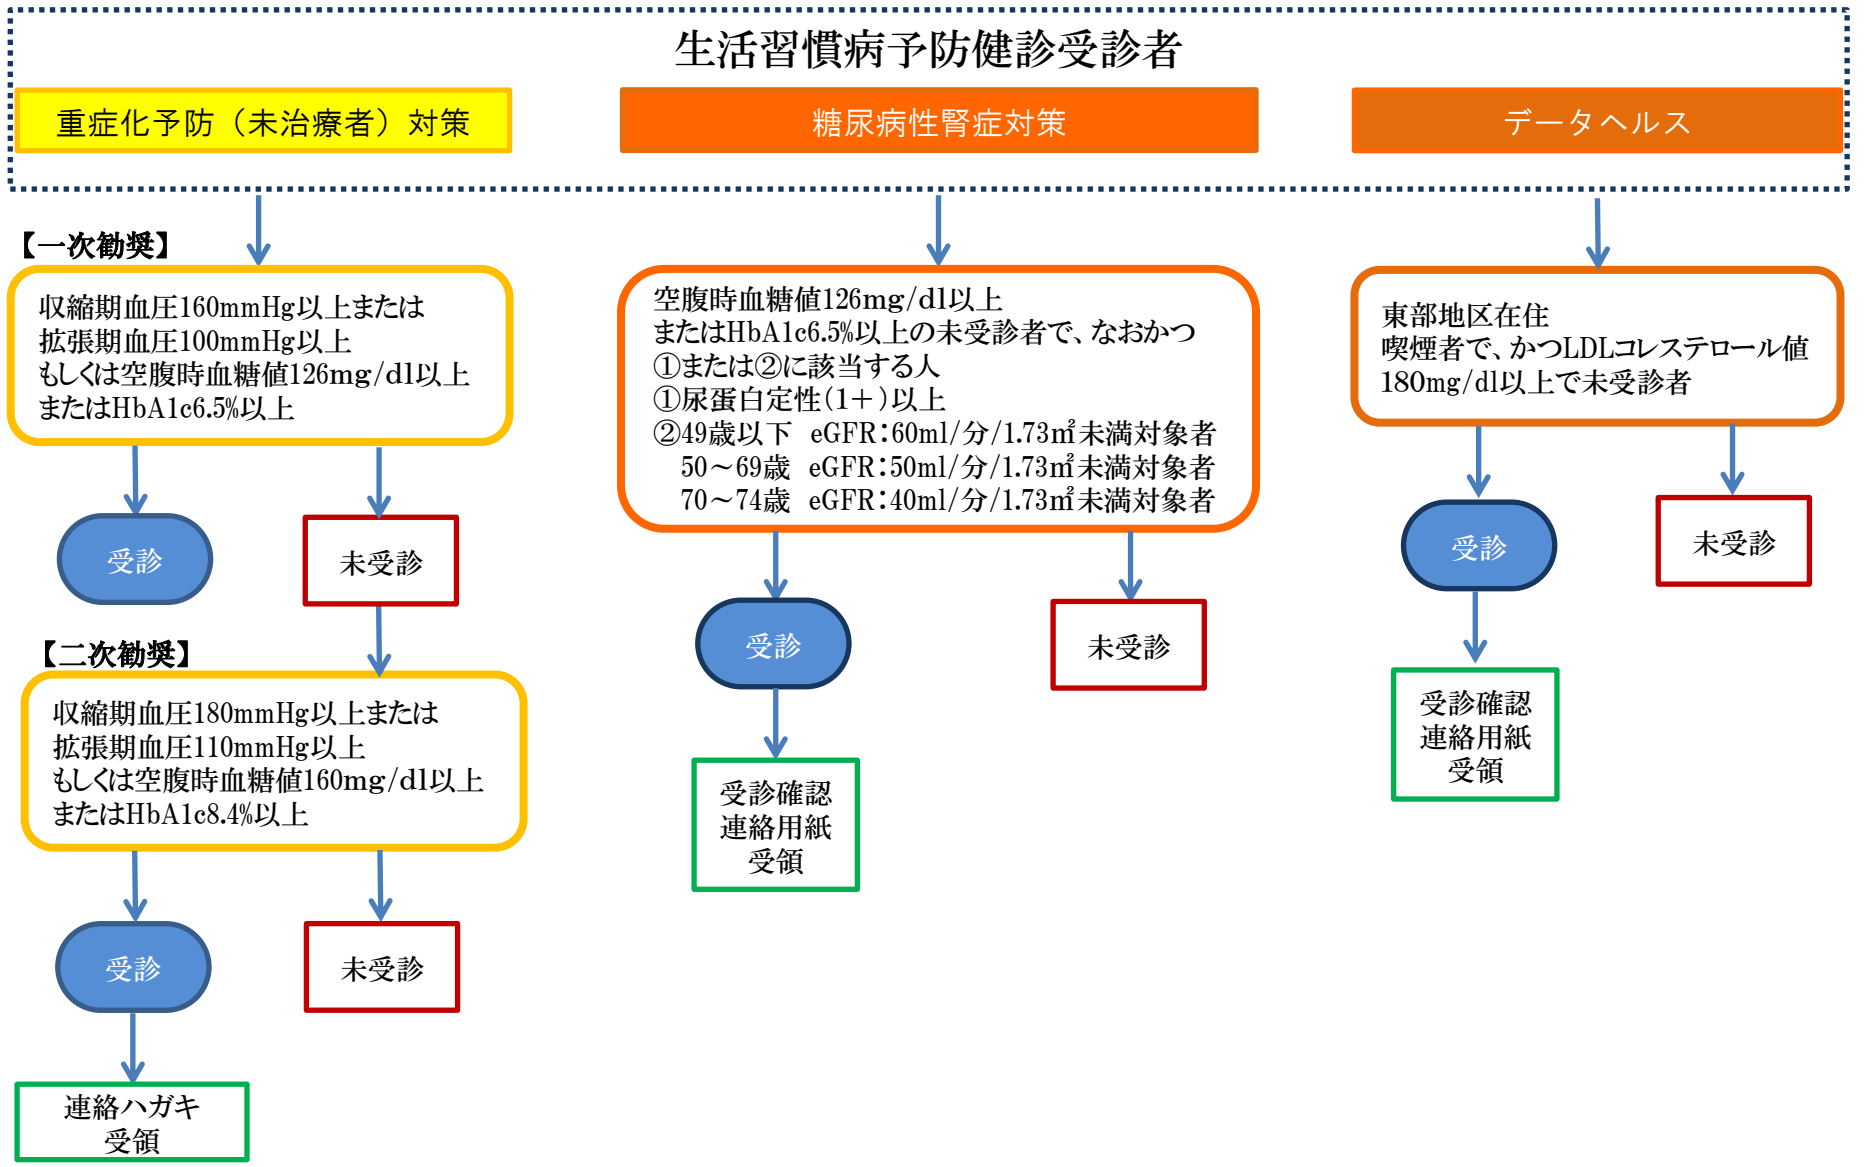 生活習慣病予防健診受診者
重症化予防（未治療者）対策
糖尿病性腎症対策
データヘルス
【一次勧奨】
収縮期血圧160mmHg以上または
拡張期血圧100mmHg以上
もしくは空腹時血糖値126mg/dl以上
またはHbA1c6.5%以上
受診
未受診
【二次勧奨】
収縮期血圧180mmHg以上または
拡張期血圧110mmHg以上
もしくは空腹時血糖値160mg/dl以上
またはHbA1c8.4%以上
受診
未受診
連絡ハガキ
受領
空腹時血糖値126mg/dl以上
またはHbA1c6.5%以上の未受診者で、なおかつ
①または②に該当する人
①尿蛋白定性(1＋)以上
②49歳以下 eGFR：60ml/分/1.73㎡未満対象者
50～69歳 eGFR：50ml/分/1.73㎡未満対象者
70～74歳 eGFR：40ml/分/1.73㎡未満対象者
受診
未受診
受診確認
連絡用紙
受領
東部地区在住
喫煙者で、かつLDLコレステロール値
180mg/dl以上で未受診者
受診
未受診
受診確認
連絡用紙
受領